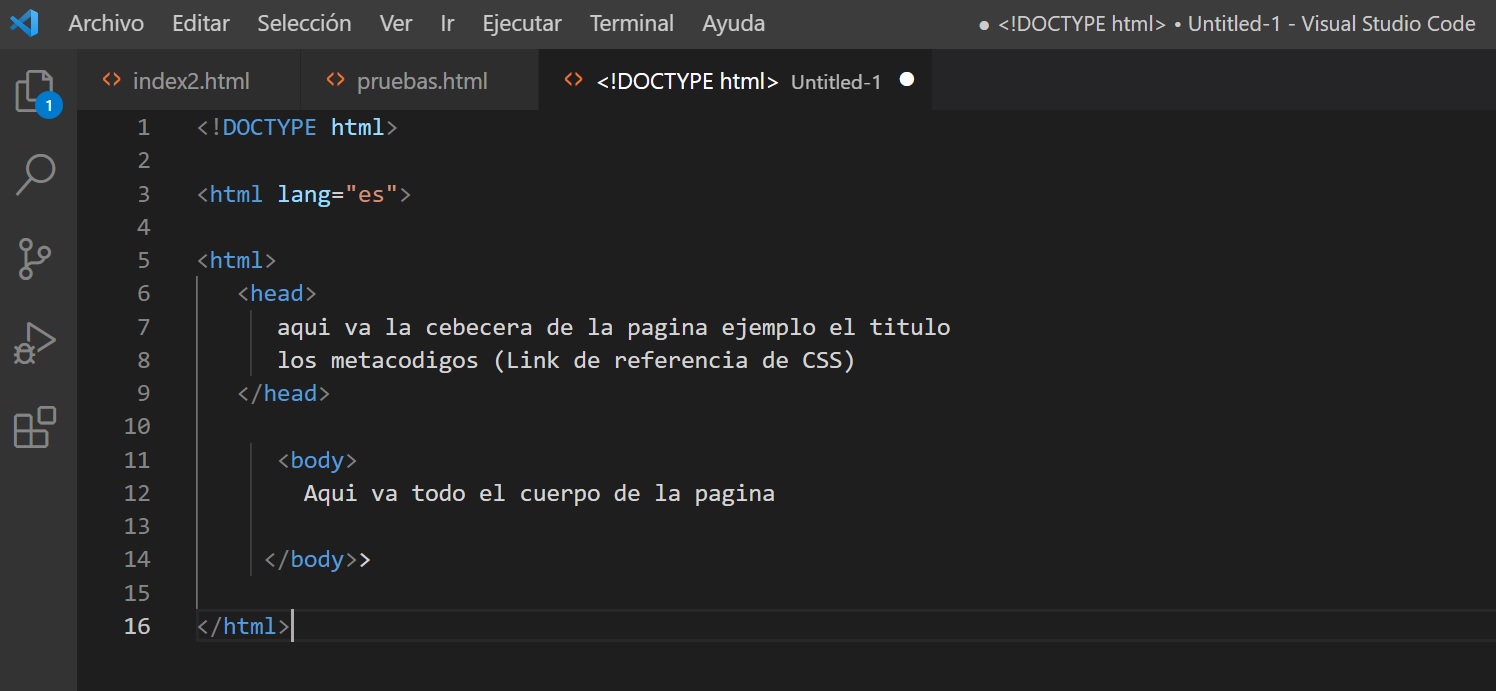 Archivo Editar Selección Ver Ir Ejecutar Terminal Ayuda ● <!DOCTYPE html> • Untitled-1 - Visual Studio Code
index2.html pruebas.html <!DOCTYPE html> Untitled-1 ●
1
1 <!DOCTYPE html>
2
3 <html lang="es">
4
5 <html>
6 <head>
7 aqui va la cebecera de la pagina ejemplo el titulo
8 los metacodigos (Link de referencia de CSS)
9 </head>
10
11 <body>
12 Aqui va todo el cuerpo de la pagina
13
14 </body>>
15
16 </html>